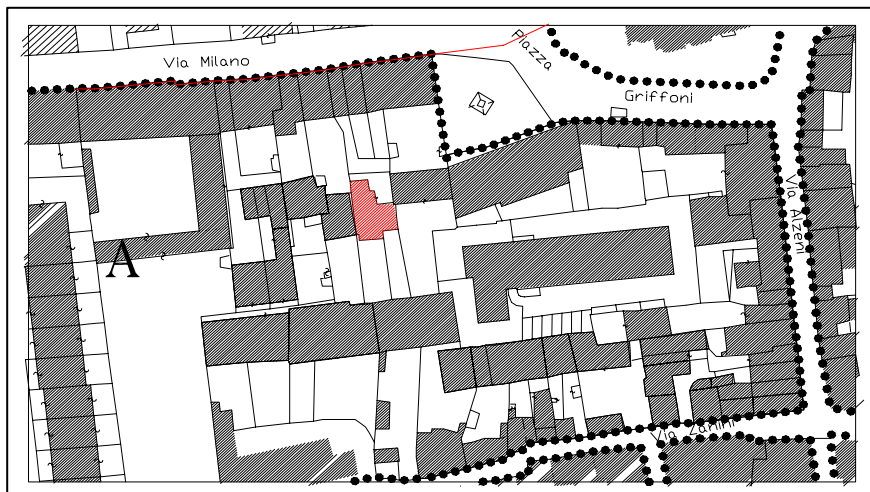 Via Milano
Piazza
Griffoni
Via Alzeni
A
Via Zanini